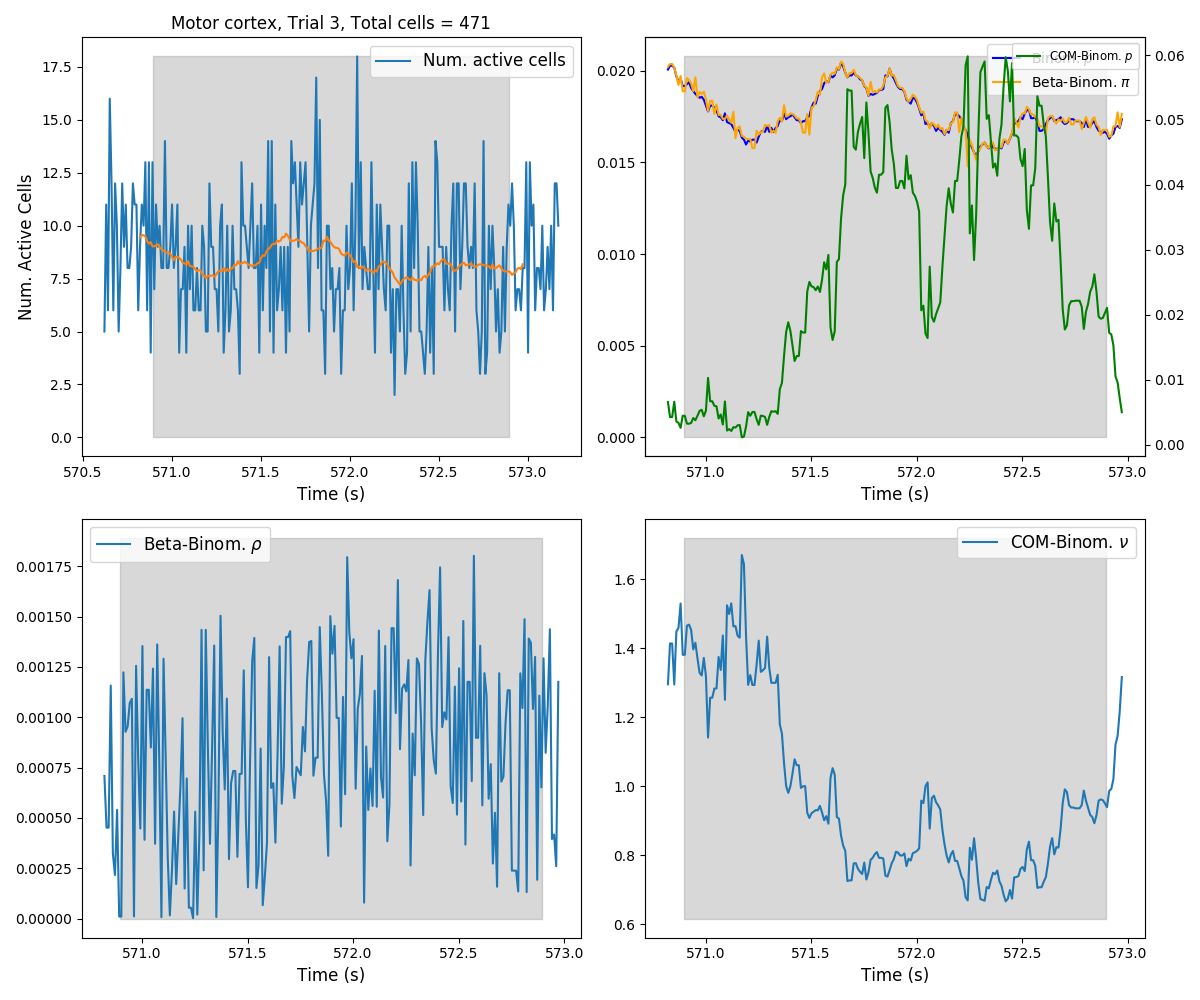 Motor cortex, Trial 3, Total cells = 471
Num. active cells
17.5
15.0
12.5
10.0
7.5
5.0
2.5
0.0
Num. Active Cells
570.5 571.0 571.5 572.0 572.5 573.0
Time (s)
COM-Binom. p
Binom. p
Beta-Binom. π
0.020
0.015
0.010
0.005
0.000
0.06
0.05
0.04
0.03
0.02
0.01
0.00
571.0 571.5 572.0 572.5 573.0
Time (s)
Beta-Binom. ρ
0.00175
0.00150
0.00125
0.00100
0.00075
0.00050
0.00025
0.00000
571.0 571.5 572.0 572.5 573.0
Time (s)
COM-Binom. ν
1.6
1.4
1.2
1.0
0.8
0.6
571.0 571.5 572.0 572.5 573.0
Time (s)